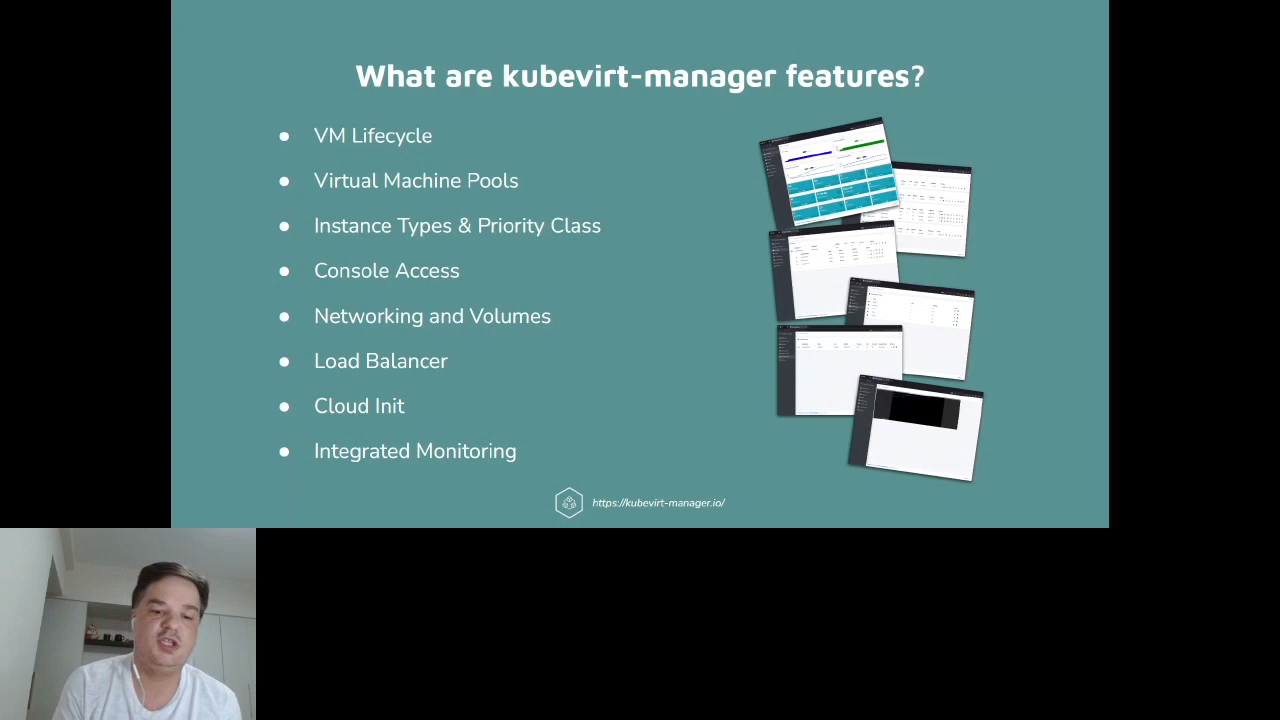 What are kubevirt-manager features?
● VM Lifecycle
● Virtual Machine Pools
● Instance Types & Priority Class
● Console Access
● Networking and Volumes
● Load Balancer
● Cloud Init
● Integrated Monitoring
https://kubevirt-manager.io/